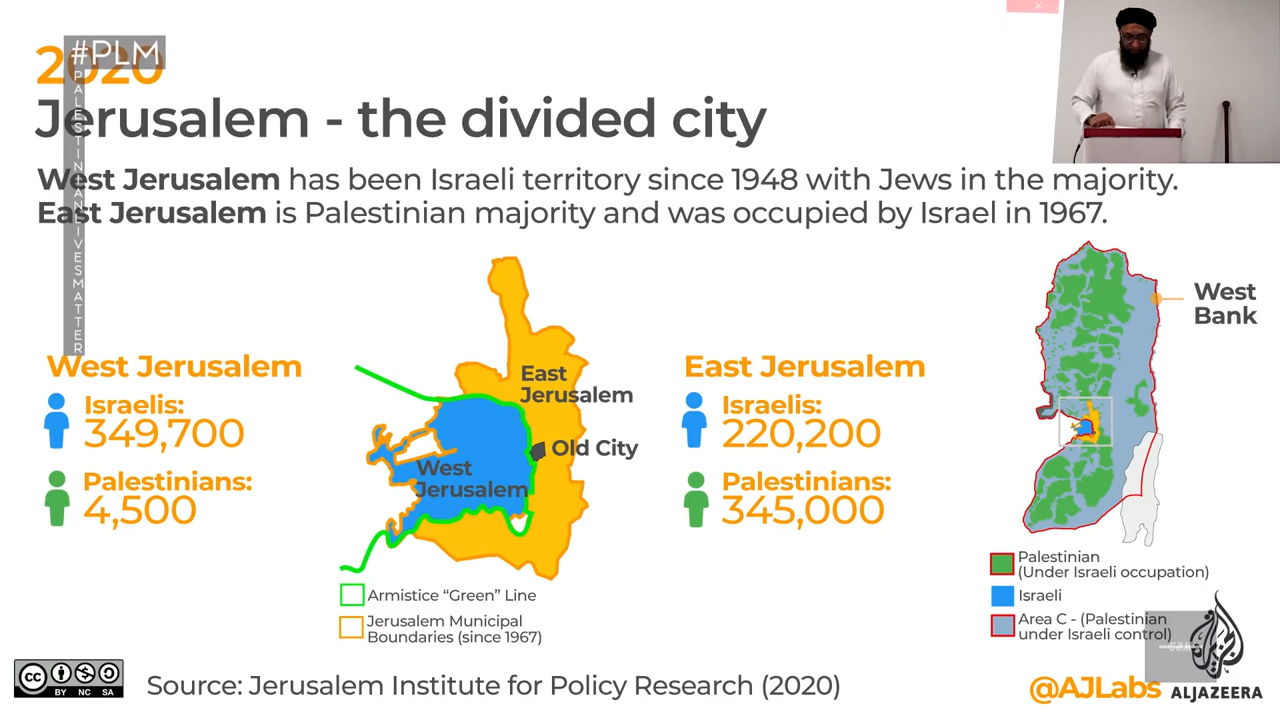 #PLM
PALESTINIANLIVESMATTER
2020
Jerusalem - the divided city
West Jerusalem has been Israeli territory since 1948 with Jews in the majority.
East Jerusalem is Palestinian majority and was occupied by Israel in 1967.
West Jerusalem
Israelis:
349,700
Palestinians:
4,500
East
Jerusalem
Old City
West
Jerusalem
Armistice “Green” Line
Jerusalem Municipal
Boundaries (since 1967)
East Jerusalem
Israelis:
220,200
Palestinians:
345,000
West
Bank
Palestinian
(Under Israeli occupation)
Israeli
Area C - (Palestinian
under Israeli control)
cc
BY NC SA
Source: Jerusalem Institute for Policy Research (2020)
@AJLabs
ALJAZEERA